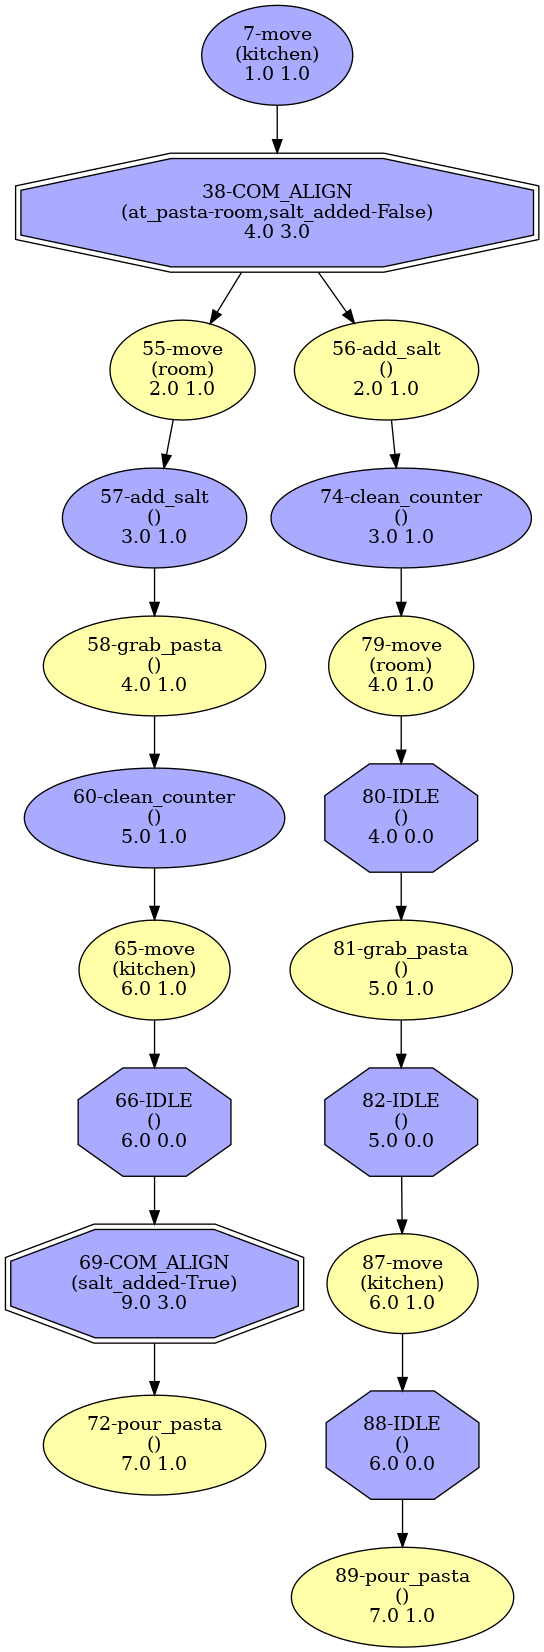 7-move
(kitchen)
1.0 1.0
38-COM_ALIGN
(at_pasta-room,salt_added-False)
4.0 3.0
55-move
(room)
2.0 1.0
56-add_salt
()
2.0 1.0
57-add_salt
()
3.0 1.0
74-clean_counter
()
3.0 1.0
58-grab_pasta
()
4.0 1.0
79-move
(room)
4.0 1.0
60-clean_counter
()
5.0 1.0
80-IDLE
()
4.0 0.0
65-move
(kitchen)
6.0 1.0
81-grab_pasta
()
5.0 1.0
66-IDLE
()
6.0 0.0
82-IDLE
()
5.0 0.0
69-COM_ALIGN
(salt_added-True)
9.0 3.0
87-move
(kitchen)
6.0 1.0
72-pour_pasta
()
7.0 1.0
88-IDLE
()
6.0 0.0
89-pour_pasta
()
7.0 1.0